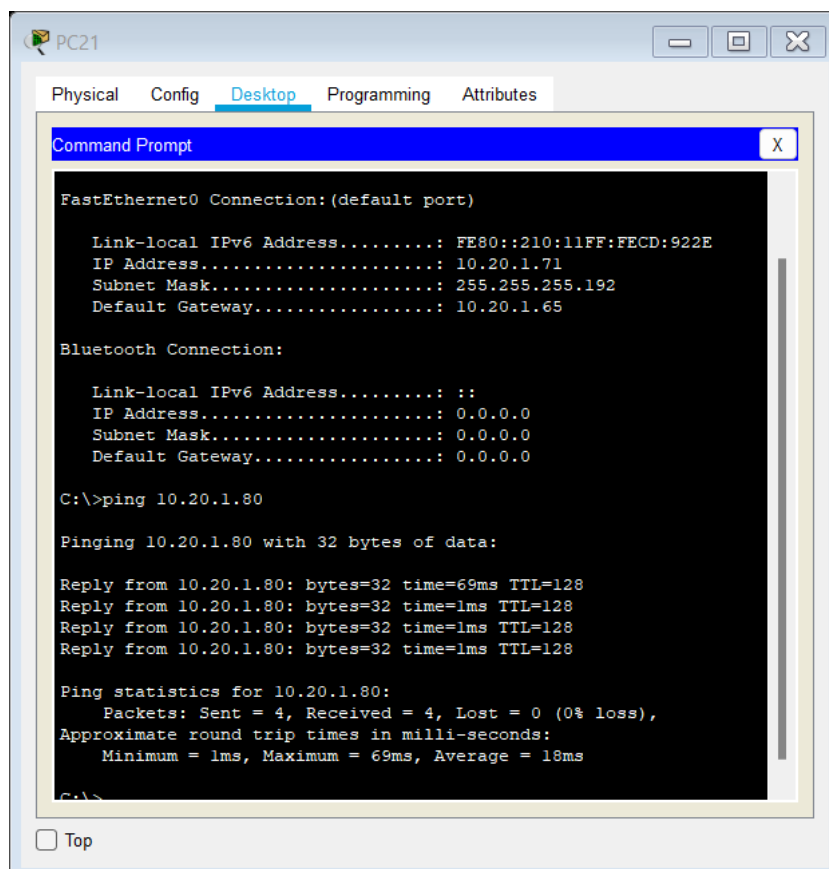 PC21
Physical Config Desktop Programming Attributes
Command Prompt
X
FastEthernet0 Connection:(default port)
Link-local IPv6 Address.........: FE80::210:11FF:FECD:922E
IP Address......................: 10.20.1.71
Subnet Mask.....................: 255.255.255.192
Default Gateway.................: 10.20.1.65
Bluetooth Connection:
Link-local IPv6 Address.........: ::
IP Address......................: 0.0.0.0
Subnet Mask.....................: 0.0.0.0
Default Gateway.................: 0.0.0.0
C:\>ping 10.20.1.80
Pinging 10.20.1.80 with 32 bytes of data:
Reply from 10.20.1.80: bytes=32 time=69ms TTL=128
Reply from 10.20.1.80: bytes=32 time=1ms TTL=128
Reply from 10.20.1.80: bytes=32 time=1ms TTL=128
Reply from 10.20.1.80: bytes=32 time=1ms TTL=128
Ping statistics for 10.20.1.80:
Packets: Sent = 4, Received = 4, Lost = 0 (0% loss),
Approximate round trip times in milli-seconds:
Minimum = 1ms, Maximum = 69ms, Average = 18ms
C:\>
Top